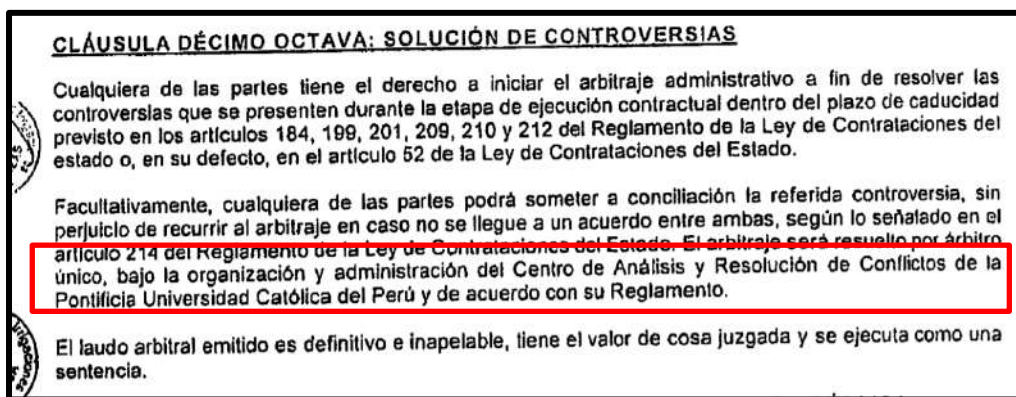 CLÁUSULA DÉCIMO OCTAVA: SOLUCIÓN DE CONTROVERSIAS
Cualquiera de las partes tiene el derecho a iniciar el arbitraje administrativo a fin de resolver las
controversias que se presenten durante la etapa de ejecución contractual dentro del plazo de caducidad
previsto en los artículos 184, 199, 201, 209, 210 y 212 del Reglamento de la Ley de Contrataciones del
estado o, en su defecto, en el artículo 52 de la Ley de Contrataciones del Estado.
Facultativamente, cualquiera de las partes podrá someter a conciliación la referida controversia, sin
perjuicio de recurrir al arbitraje en caso no se llegue a un acuerdo entre ambas, según lo señalado en el
artículo 214 del Reglamento de la Ley de Contrataciones del Estado. El arbitraje será resuelto por árbitro
único, bajo la organización y administración del Centro de Análisis y Resolución de Conflictos de la
Pontificia Universidad Católica del Perú y de acuerdo con su Reglamento.
El laudo arbitral emitido es definitivo e inapelable, tiene el valor de cosa juzgada y se ejecuta como una
sentencia.